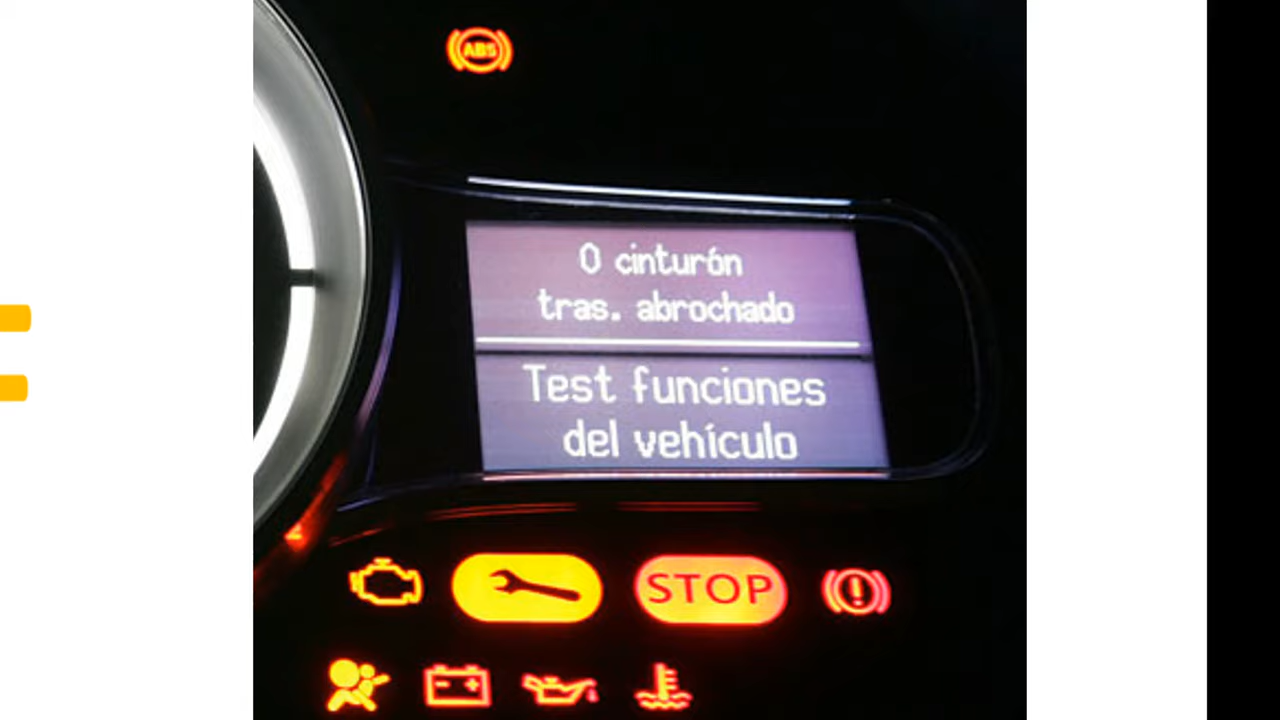 ABS
0 cinturón
tras. abrochado
Test funciones
del vehículo
STOP